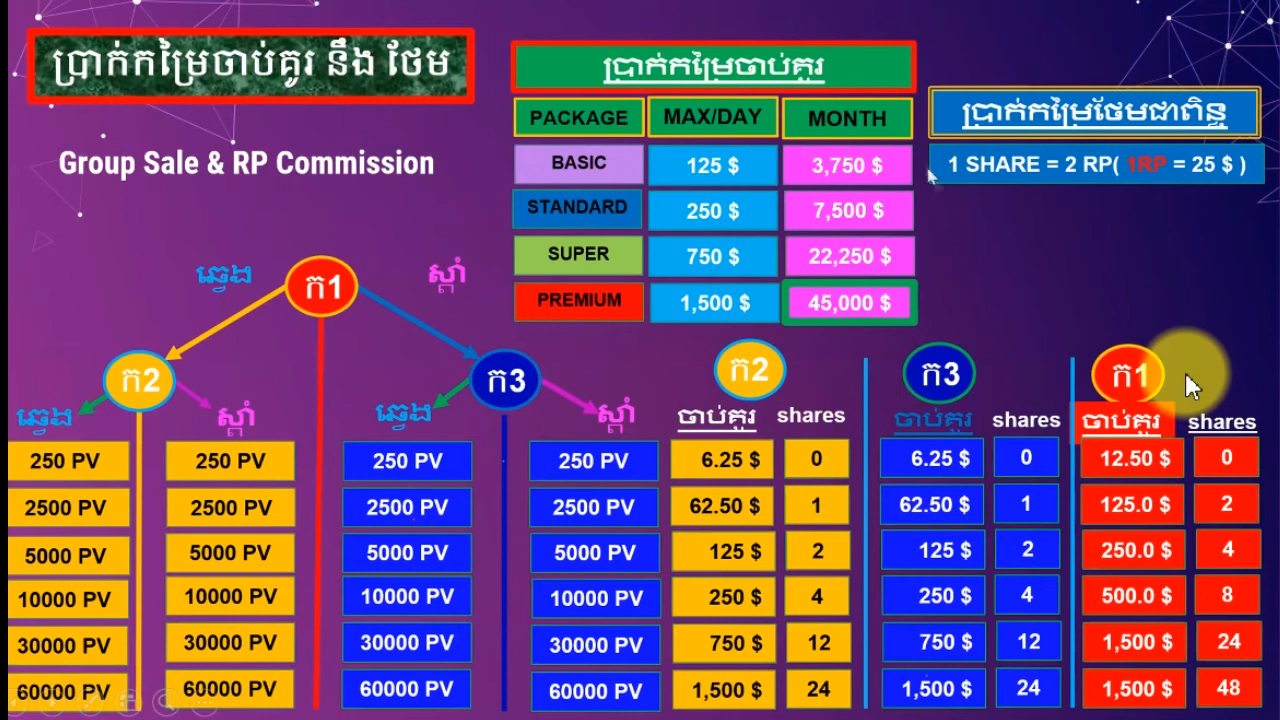 ប្រាក់កម្រៃចាប់គូរ នឹង ថែម
Group Sale & RP Commission
ប្រាក់កម្រៃចាប់គូរ
PACKAGE MAX/DAY MONTH
BASIC 125 $ 3,750 $
STANDARD 250 $ 7,500 $
SUPER 750 $ 22,250 $
PREMIUM 1,500 $ 45,000 $
ប្រាក់កម្រៃថែមជាពិន្ទុ
1 SHARE = 2 RP( 1RP = 25 $ )
ឆ្វេង ក1 ស្ដាំ
ក2 ក3 ក2 ក3 ក1
ឆ្វេង ស្ដាំ ឆ្វេង ស្ដាំ ចាប់គូរ shares ចាប់គូរ shares ចាប់គូរ shares
250 PV 250 PV 250 PV 250 PV 6.25 $ 0 6.25 $ 0 12.50 $ 0
2500 PV 2500 PV 2500 PV 2500 PV 62.50 $ 1 62.50 $ 1 125.0 $ 2
5000 PV 5000 PV 5000 PV 5000 PV 125 $ 2 125 $ 2 250.0 $ 4
10000 PV 10000 PV 10000 PV 10000 PV 250 $ 4 250 $ 4 500.0 $ 8
30000 PV 30000 PV 30000 PV 30000 PV 750 $ 12 750 $ 12 1,500 $ 24
60000 PV 60000 PV 60000 PV 60000 PV 1,500 $ 24 1,500 $ 24 1,500 $ 48